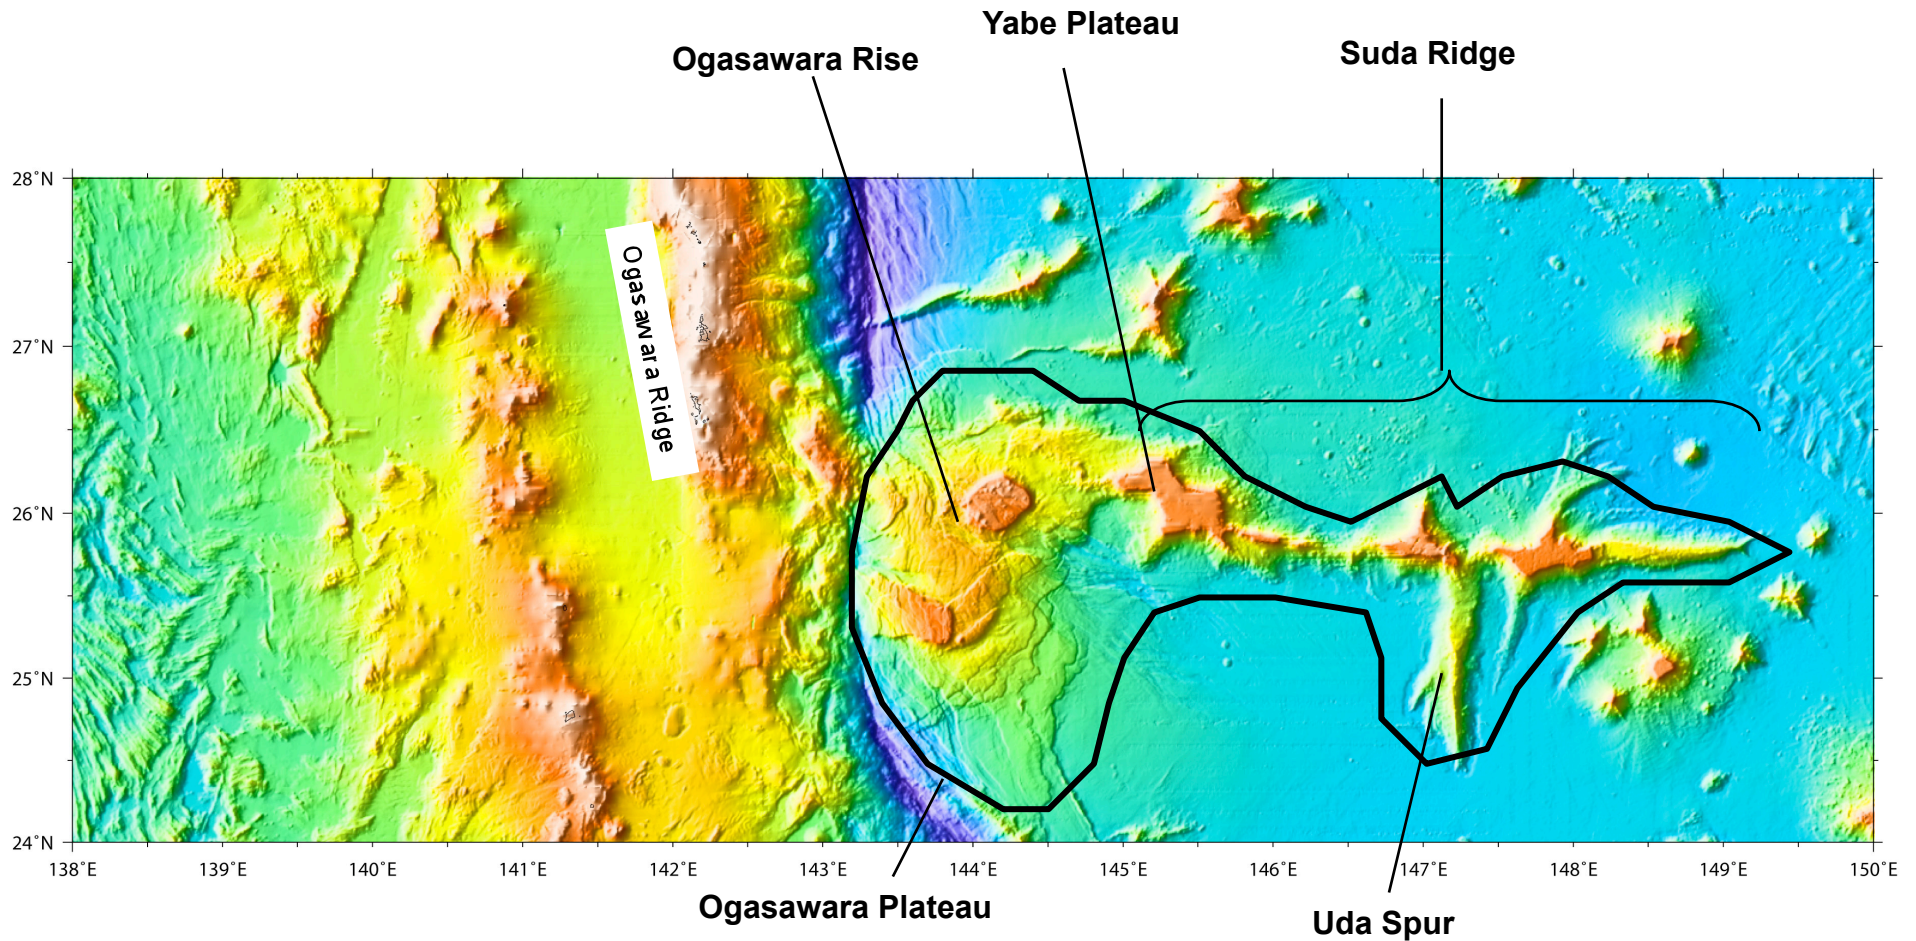 Yabe Plateau
Ogasawara Rise
Suda Ridge
28°N
27°N
26°N
25°N
24°N
Ogasawara Ridge
138°E
139°E
140°E
141°E
142°E
143°E
144°E
145°E
146°E
147°E
148°E
149°E
150°E
Ogasawara Plateau
Uda Spur